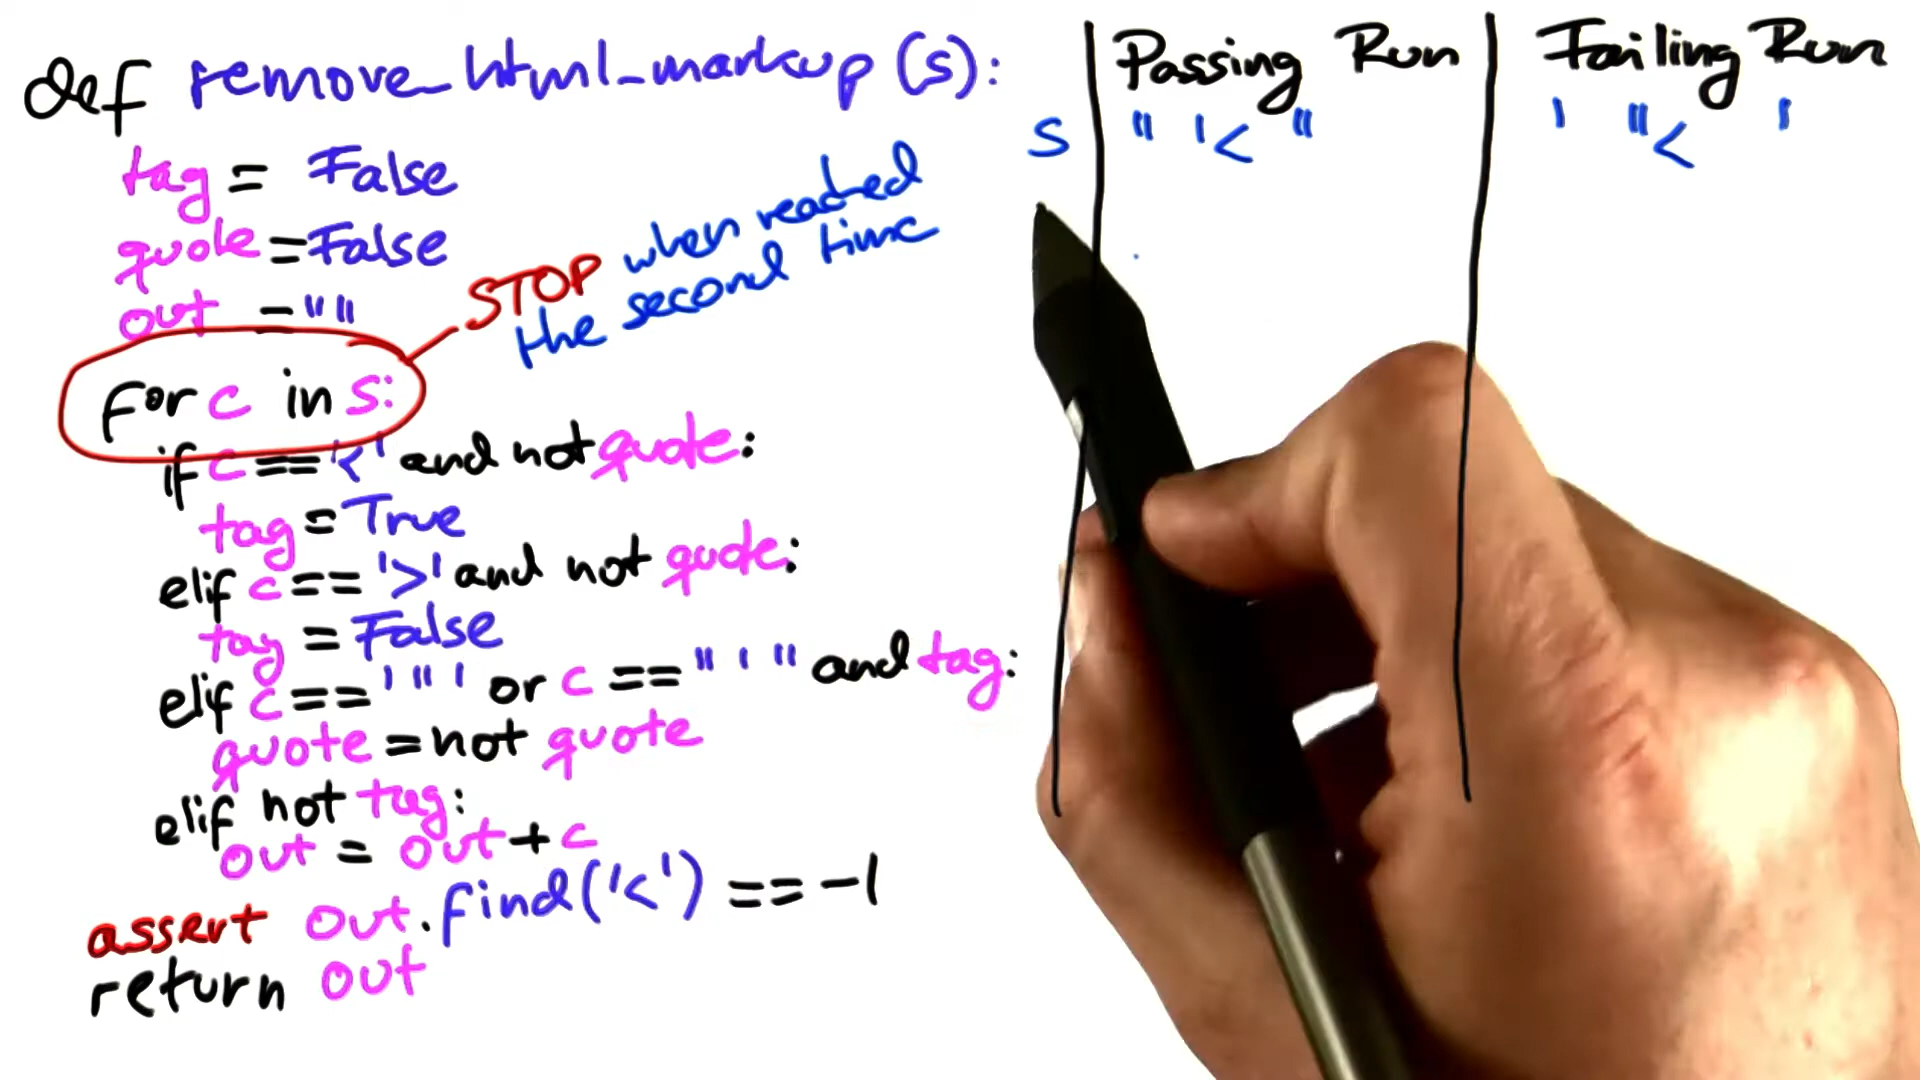 def remove_html_markup (s):
tag = False
quote = False
out = ""
STOP when reached
the second time
for c in s:
if c == '<' and not quote:
tag = True
elif c == '>' and not quote:
tag = False
elif c == '"' or c == "'" and tag:
quote = not quote
elif not tag:
out = out + c
assert out.find('<') == -1
return out
Passing Run Failing Run
s " '< " ' "< '